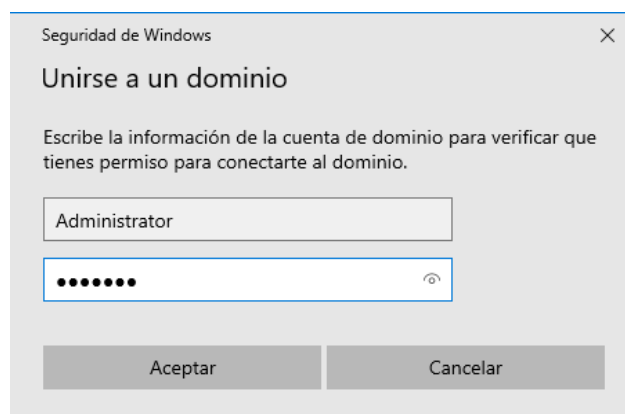 Seguridad de Windows
Unirse a un dominio
Escribe la información de la cuenta de dominio para verificar que
tienes permiso para conectarte al dominio.
Administrator
•••••••
Aceptar
Cancelar